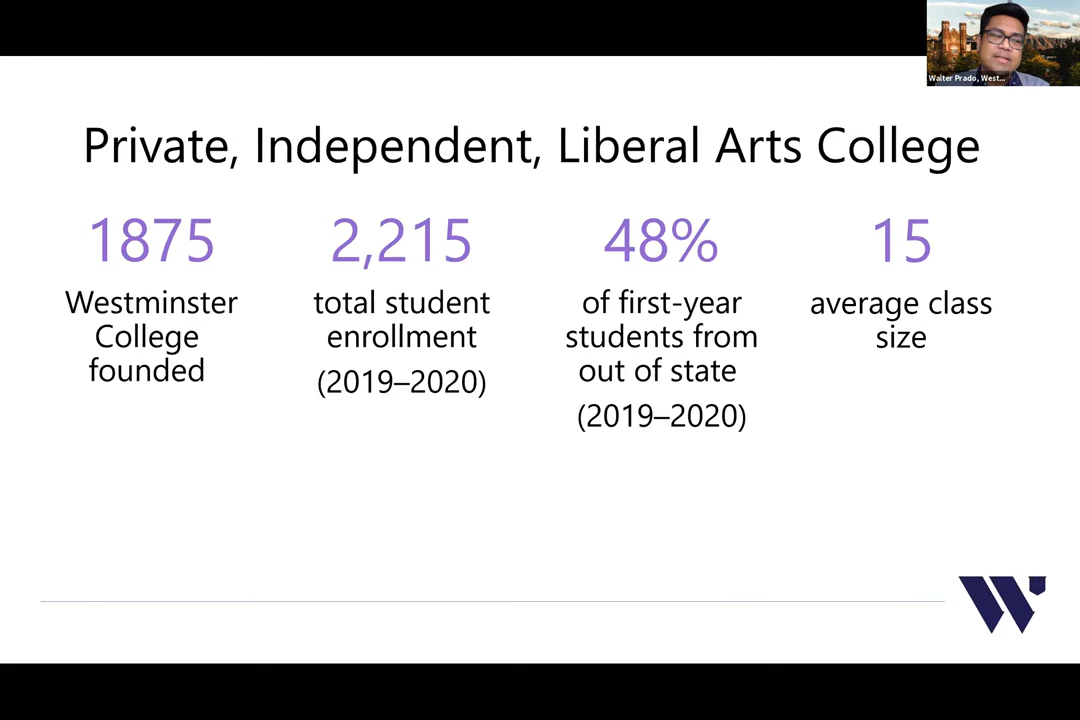 Walter Prado, West...
Private, Independent, Liberal Arts College
1875
Westminster
College
founded
2,215
total student
enrollment
(2019–2020)
48%
of first-year
students from
out of state
(2019–2020)
15
average class
size
W